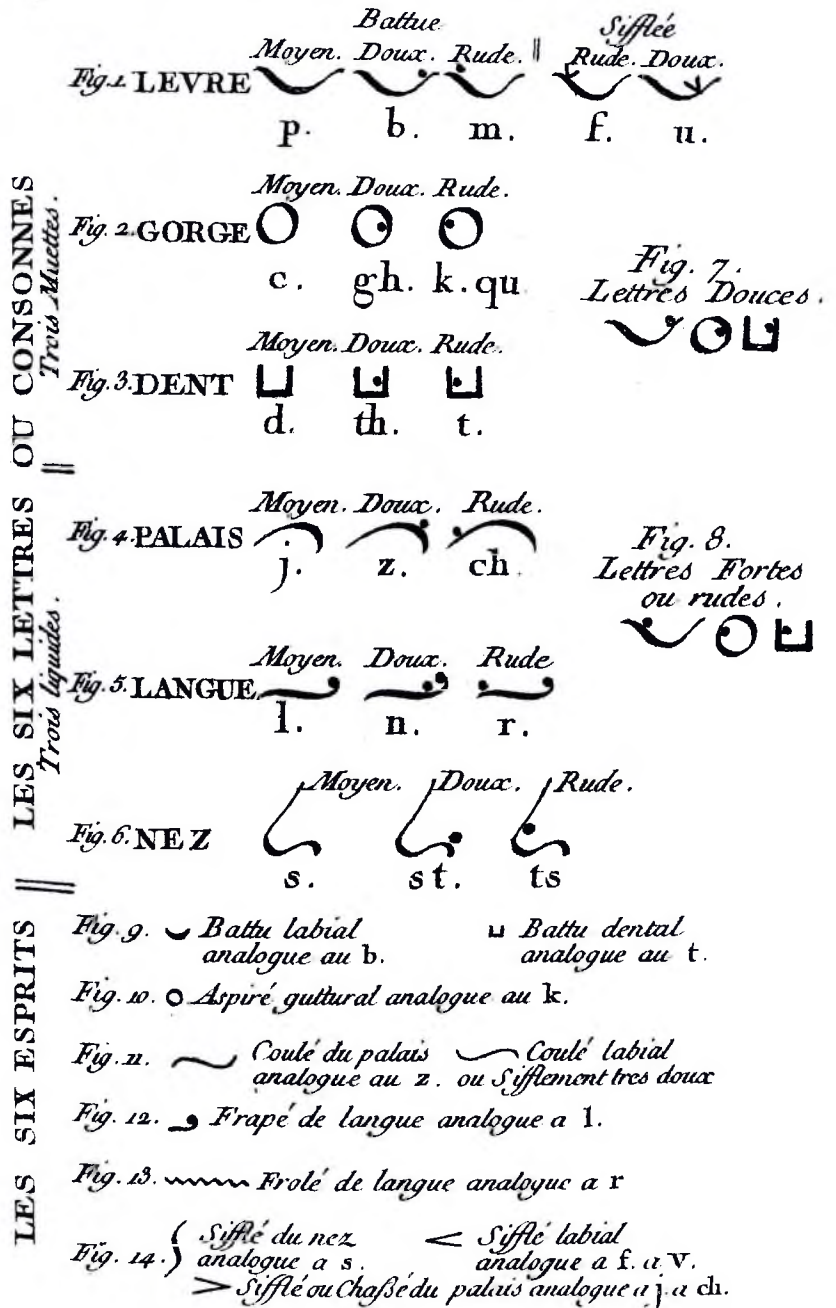 Battue Sifflée
Moyen. Doux. Rude. || Rude. Doux.
Fig. 1. LEVRE
p. b. m. f. u.
LES SIX LETTRES OU CONSONNES
Trois Muettes.
Moyen. Doux. Rude.
Fig. 2. GORGE
c. gh. k. qu
Fig. 7.
Lettres Douces.
Moyen. Doux. Rude.
Fig. 3. DENT
d. th. t.
Trois liquides.
Moyen. Doux. Rude.
Fig. 4. PALAIS
j. z. ch
Fig. 8.
Lettres Fortes
ou rudes.
Moyen. Doux. Rude
Fig. 5. LANGUE
l. n. r.
Moyen. Doux. Rude.
Fig. 6. NEZ
s. st. ts
LES SIX ESPRITS
Fig. 9. Battu labial
analogue au b.
Battu dental
analogue au t.
Fig. 10. Aspiré guttural analogue au k.
Fig. 11. Coulé du palais
analogue au z.
Coulé labial
ou Sifflement tres doux
Fig. 12. Frapé de langue analogue a l.
Fig. 13. Frolé de langue analogue a r
Fig. 14. Sifflé du nez
analogue a s.
Sifflé labial
analogue a f. a V.
Sifflé ou Chaßé du palais analogue a j. a ch.